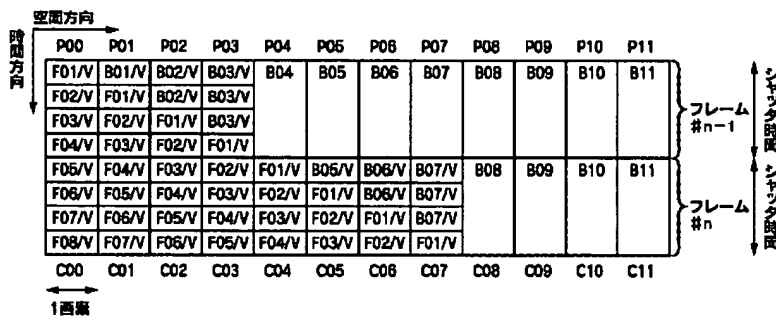 空間方向
時間方向
P00 P01 P02 P03 P04 P05 P06 P07 P08 P09 P10 P11
F01/V B01/V B02/V B03/V B04 B05 B06 B07 B08 B09 B10 B11
F02/V F01/V B02/V B03/V
F03/V F02/V F01/V B03/V
F04/V F03/V F02/V F01/V
フレーム
#n-1
シャッタ時間
F05/V F04/V F03/V F02/V F01/V B05/V B06/V B07/V B08 B09 B10 B11
F06/V F05/V F04/V F03/V F02/V F01/V B06/V B07/V
F07/V F06/V F05/V F04/V F03/V F02/V F01/V B07/V
F08/V F07/V F06/V F05/V F04/V F03/V F02/V F01/V
フレーム
#n
シャッタ時間
C00 C01 C02 C03 C04 C05 C06 C07 C08 C09 C10 C11
1画素